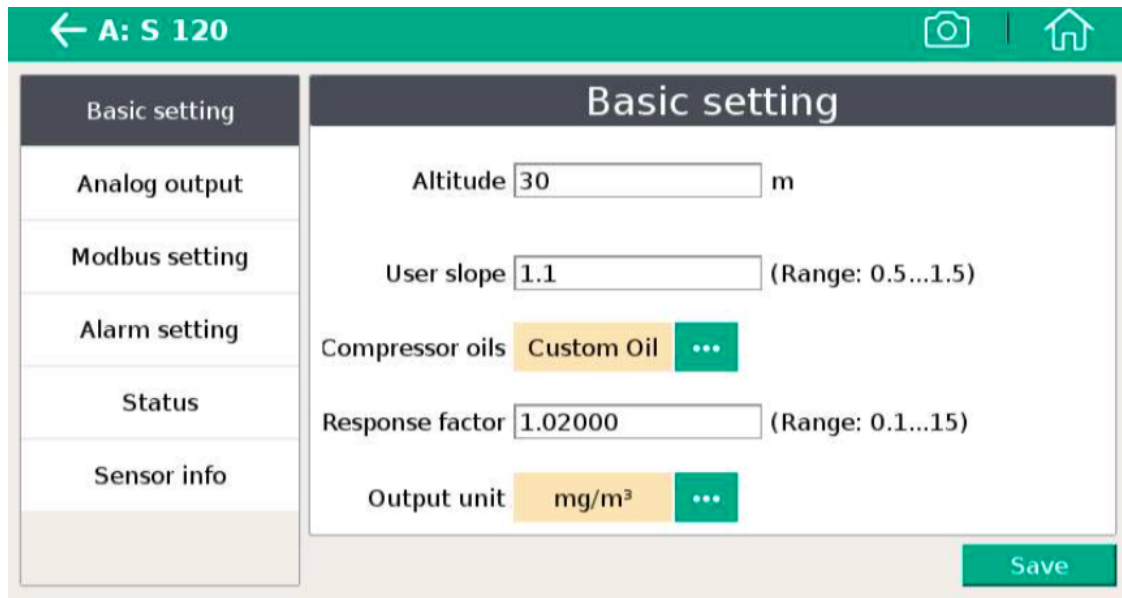 A: S 120
Basic setting
Analog output
Modbus setting
Alarm setting
Status
Sensor info
Basic setting
Altitude 30 m
User slope 1.1 (Range: 0.5...1.5)
Compressor oils Custom Oil ...
Response factor 1.02000 (Range: 0.1...15)
Output unit mg/m³ ...
Save